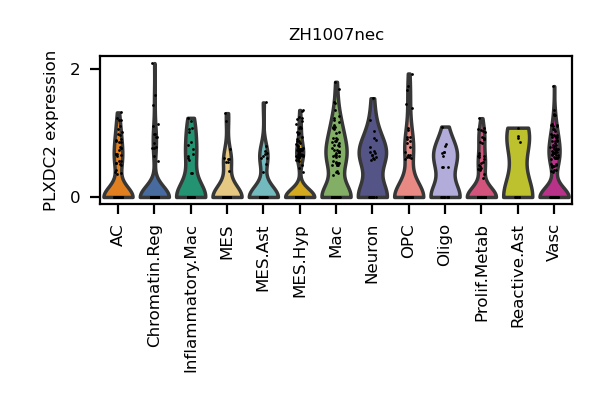 ZH1007nec
PLXDC2 expression
2
0
AC
Chromatin.Reg
Inflammatory.Mac
MES
MES.Ast
MES.Hyp
Mac
Neuron
OPC
Oligo
Prolif.Metab
Reactive.Ast
Vasc